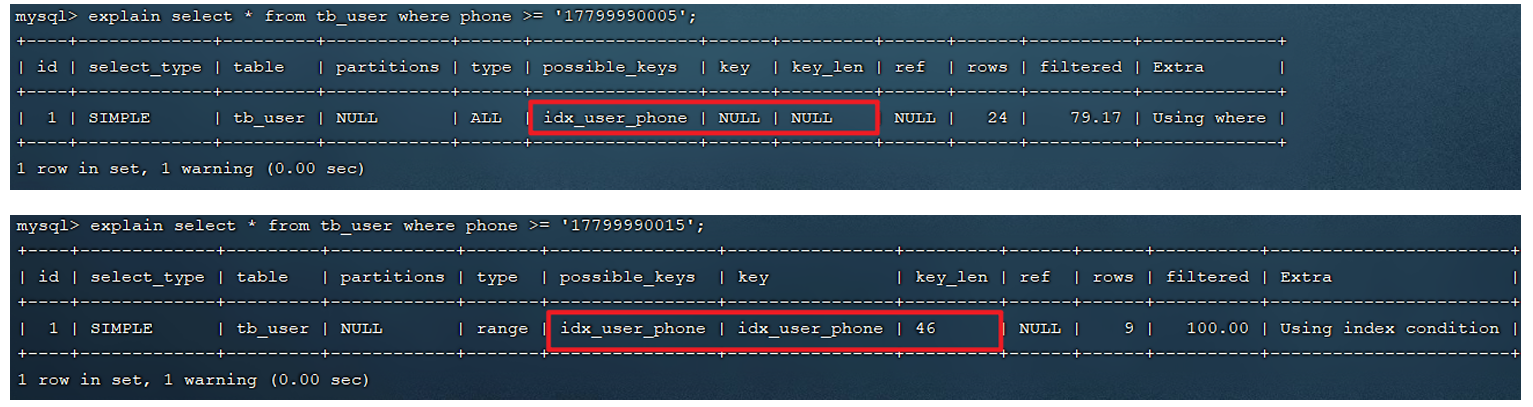 mysql> explain select * from tb_user where phone >= '17799990005';
+----+-------------+---------+------------+------+----------------+------+---------+------+------+----------+-------------+
| id | select_type | table   | partitions | type | possible_keys  | key  | key_len | ref  | rows | filtered | Extra       |
+----+-------------+---------+------------+------+----------------+------+---------+------+------+----------+-------------+
|  1 | SIMPLE      | tb_user | NULL       | ALL  | idx_user_phone | NULL | NULL    | NULL |   24 |    79.17 | Using where |
+----+-------------+---------+------------+------+----------------+------+---------+------+------+----------+-------------+
1 row in set, 1 warning (0.00 sec)
mysql> explain select * from tb_user where phone >= '17799990015';
+----+-------------+---------+------------+-------+----------------+----------------+---------+------+------+----------+-----------------------+
| id | select_type | table   | partitions | type  | possible_keys  | key            | key_len | ref  | rows | filtered | Extra                 |
+----+-------------+---------+------------+-------+----------------+----------------+---------+------+------+----------+-----------------------+
|  1 | SIMPLE      | tb_user | NULL       | range | idx_user_phone | idx_user_phone | 46      | NULL |    9 |   100.00 | Using index condition |
+----+-------------+---------+------------+-------+----------------+----------------+---------+------+------+----------+-----------------------+
1 row in set, 1 warning (0.00 sec)